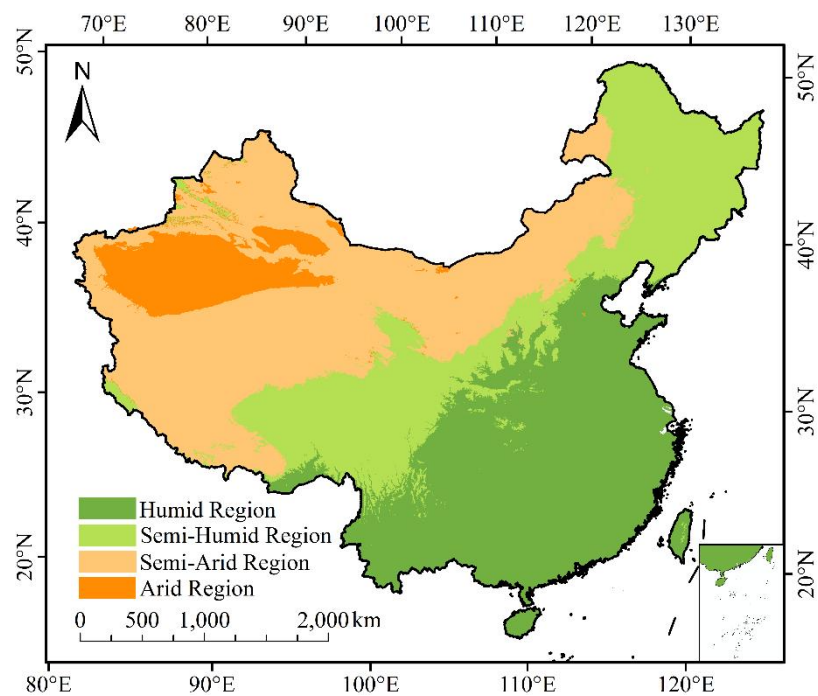 70°E 80°E 90°E 100°E 110°E 120°E 130°E
50°N
50°N
N
40°N
40°N
30°N
30°N
20°N
20°N
Humid Region
Semi-Humid Region
Semi-Arid Region
Arid Region
0 500 1,000 2,000 km
80°E 90°E 100°E 110°E 120°E